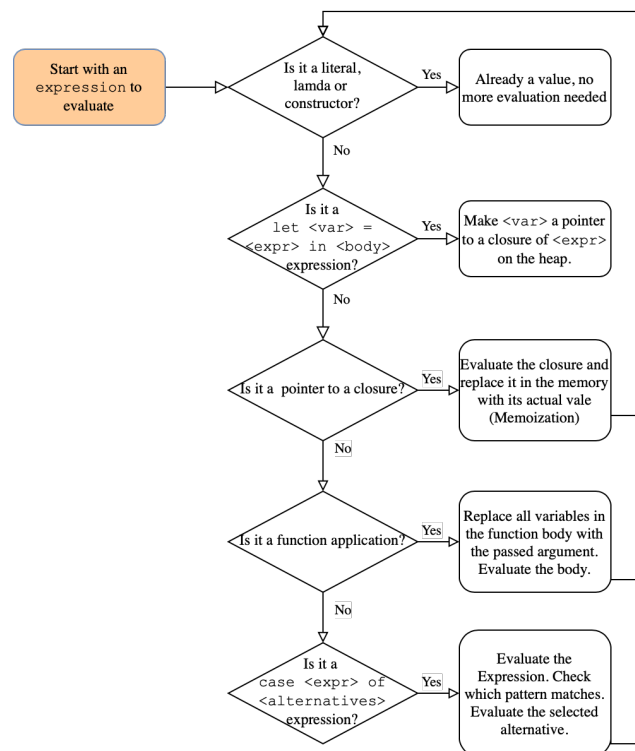 Start with an
expression to
evaluate
Is it a literal,
lamda or
constructor?
Yes
Already a value, no
more evaluation needed
No
Is it a
let <var> =
<expr> in <body>
expression?
Yes
Make <var> a pointer
to a closure of <expr>
on the heap.
No
Is it a pointer to a closure?
Yes
Evaluate the closure and
replace it in the memory
with its actual vale
(Memoization)
No
Is it a function application?
Yes
Replace all variables in
the function body with
the passed argument.
Evaluate the body.
No
Is it a
case <expr> of
<alternatives>
expression?
Yes
Evaluate the
Expression. Check
which pattern matches.
Evaluate the selected
alternative.